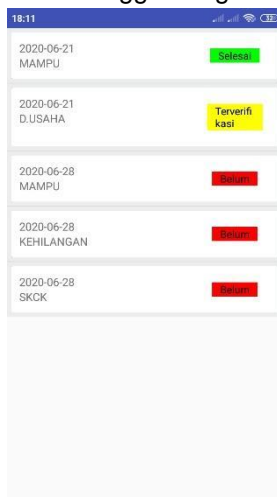 18:11
2020-06-21
MAMPU
Selesai
2020-06-21
D.USAHA
Terverifi
kasi
2020-06-28
MAMPU
Belum
2020-06-28
KEHILANGAN
Belum
2020-06-28
SKCK
Belum